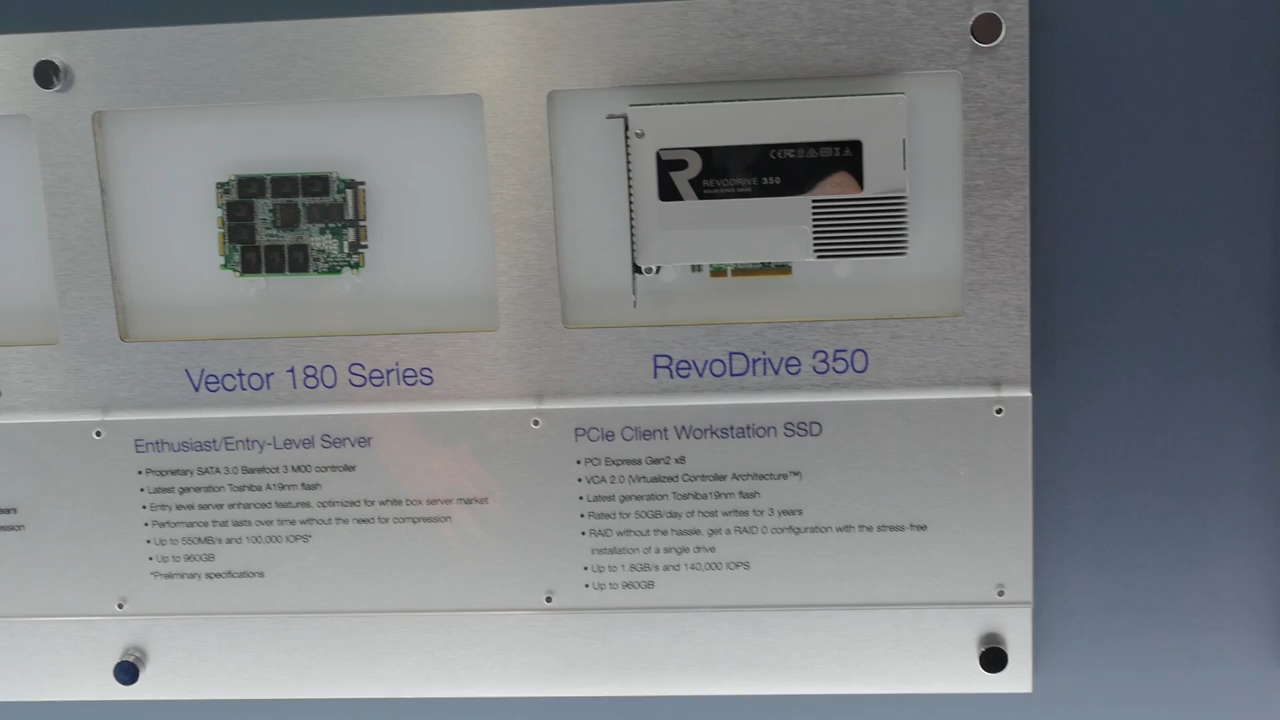 REVODRIVE 350
SOLID STATE DRIVE
Vector 180 Series
RevoDrive 350
ears
ession
Enthusiast/Entry-Level Server
• Proprietary SATA 3.0 Barefoot 3 M00 controller
• Latest generation Toshiba A19nm flash
• Entry level server enhanced features, optimized for white box server market
• Performance that lasts over time without the need for compression
• Up to 550MB/s and 100,000 IOPS*
• Up to 960GB
*Preliminary specifications
PCIe Client Workstation SSD
• PCI Express Gen2 x8
• VCA 2.0 (Virtualized Controller Architecture™)
• Latest generation Toshiba19nm flash
• Rated for 50GB/day of host writes for 3 years
• RAID without the hassle, get a RAID 0 configuration with the stress-free
installation of a single drive
• Up to 1.8GB/s and 140,000 IOPS
• Up to 960GB